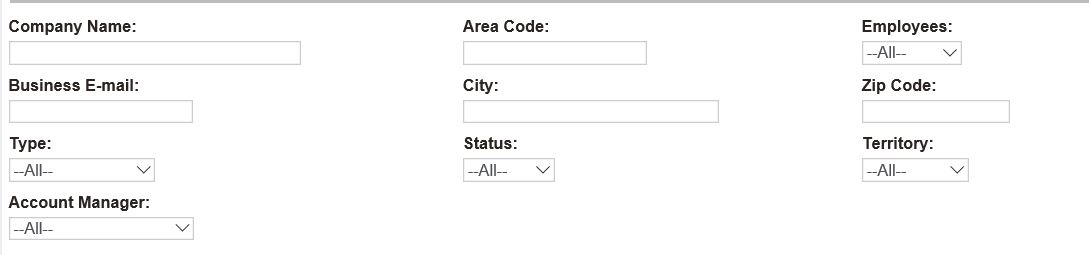 Company Name: Area Code: Employees:
--All--
Business E-mail: City: Zip Code:
Type: Status: Territory:
--All-- --All-- --All--
Account Manager:
--All--